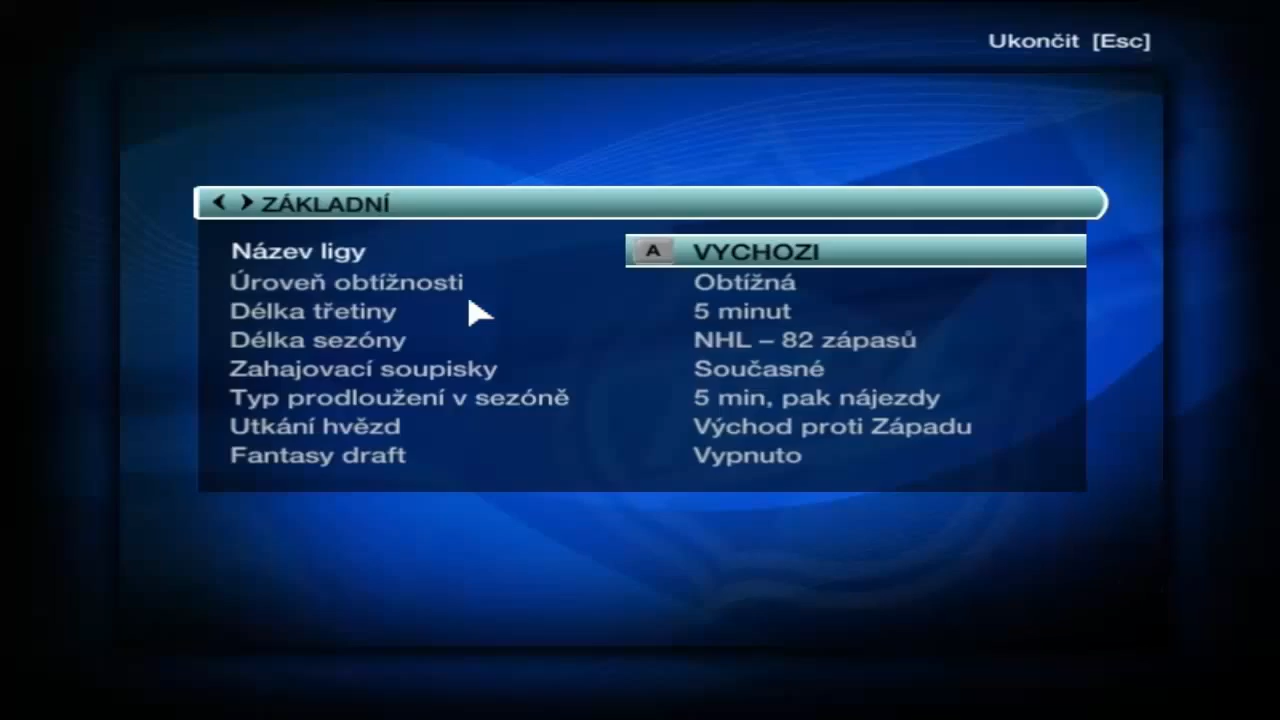 Ukončit [Esc]
ZÁKLADNÍ
Název ligy A VYCHOZI
Úroveň obtížnosti Obtížná
Délka třetiny 5 minut
Délka sezóny NHL – 82 zápasů
Zahajovací soupisky Současné
Typ prodloužení v sezóně 5 min, pak nájezdy
Utkání hvězd Východ proti Západu
Fantasy draft Vypnuto